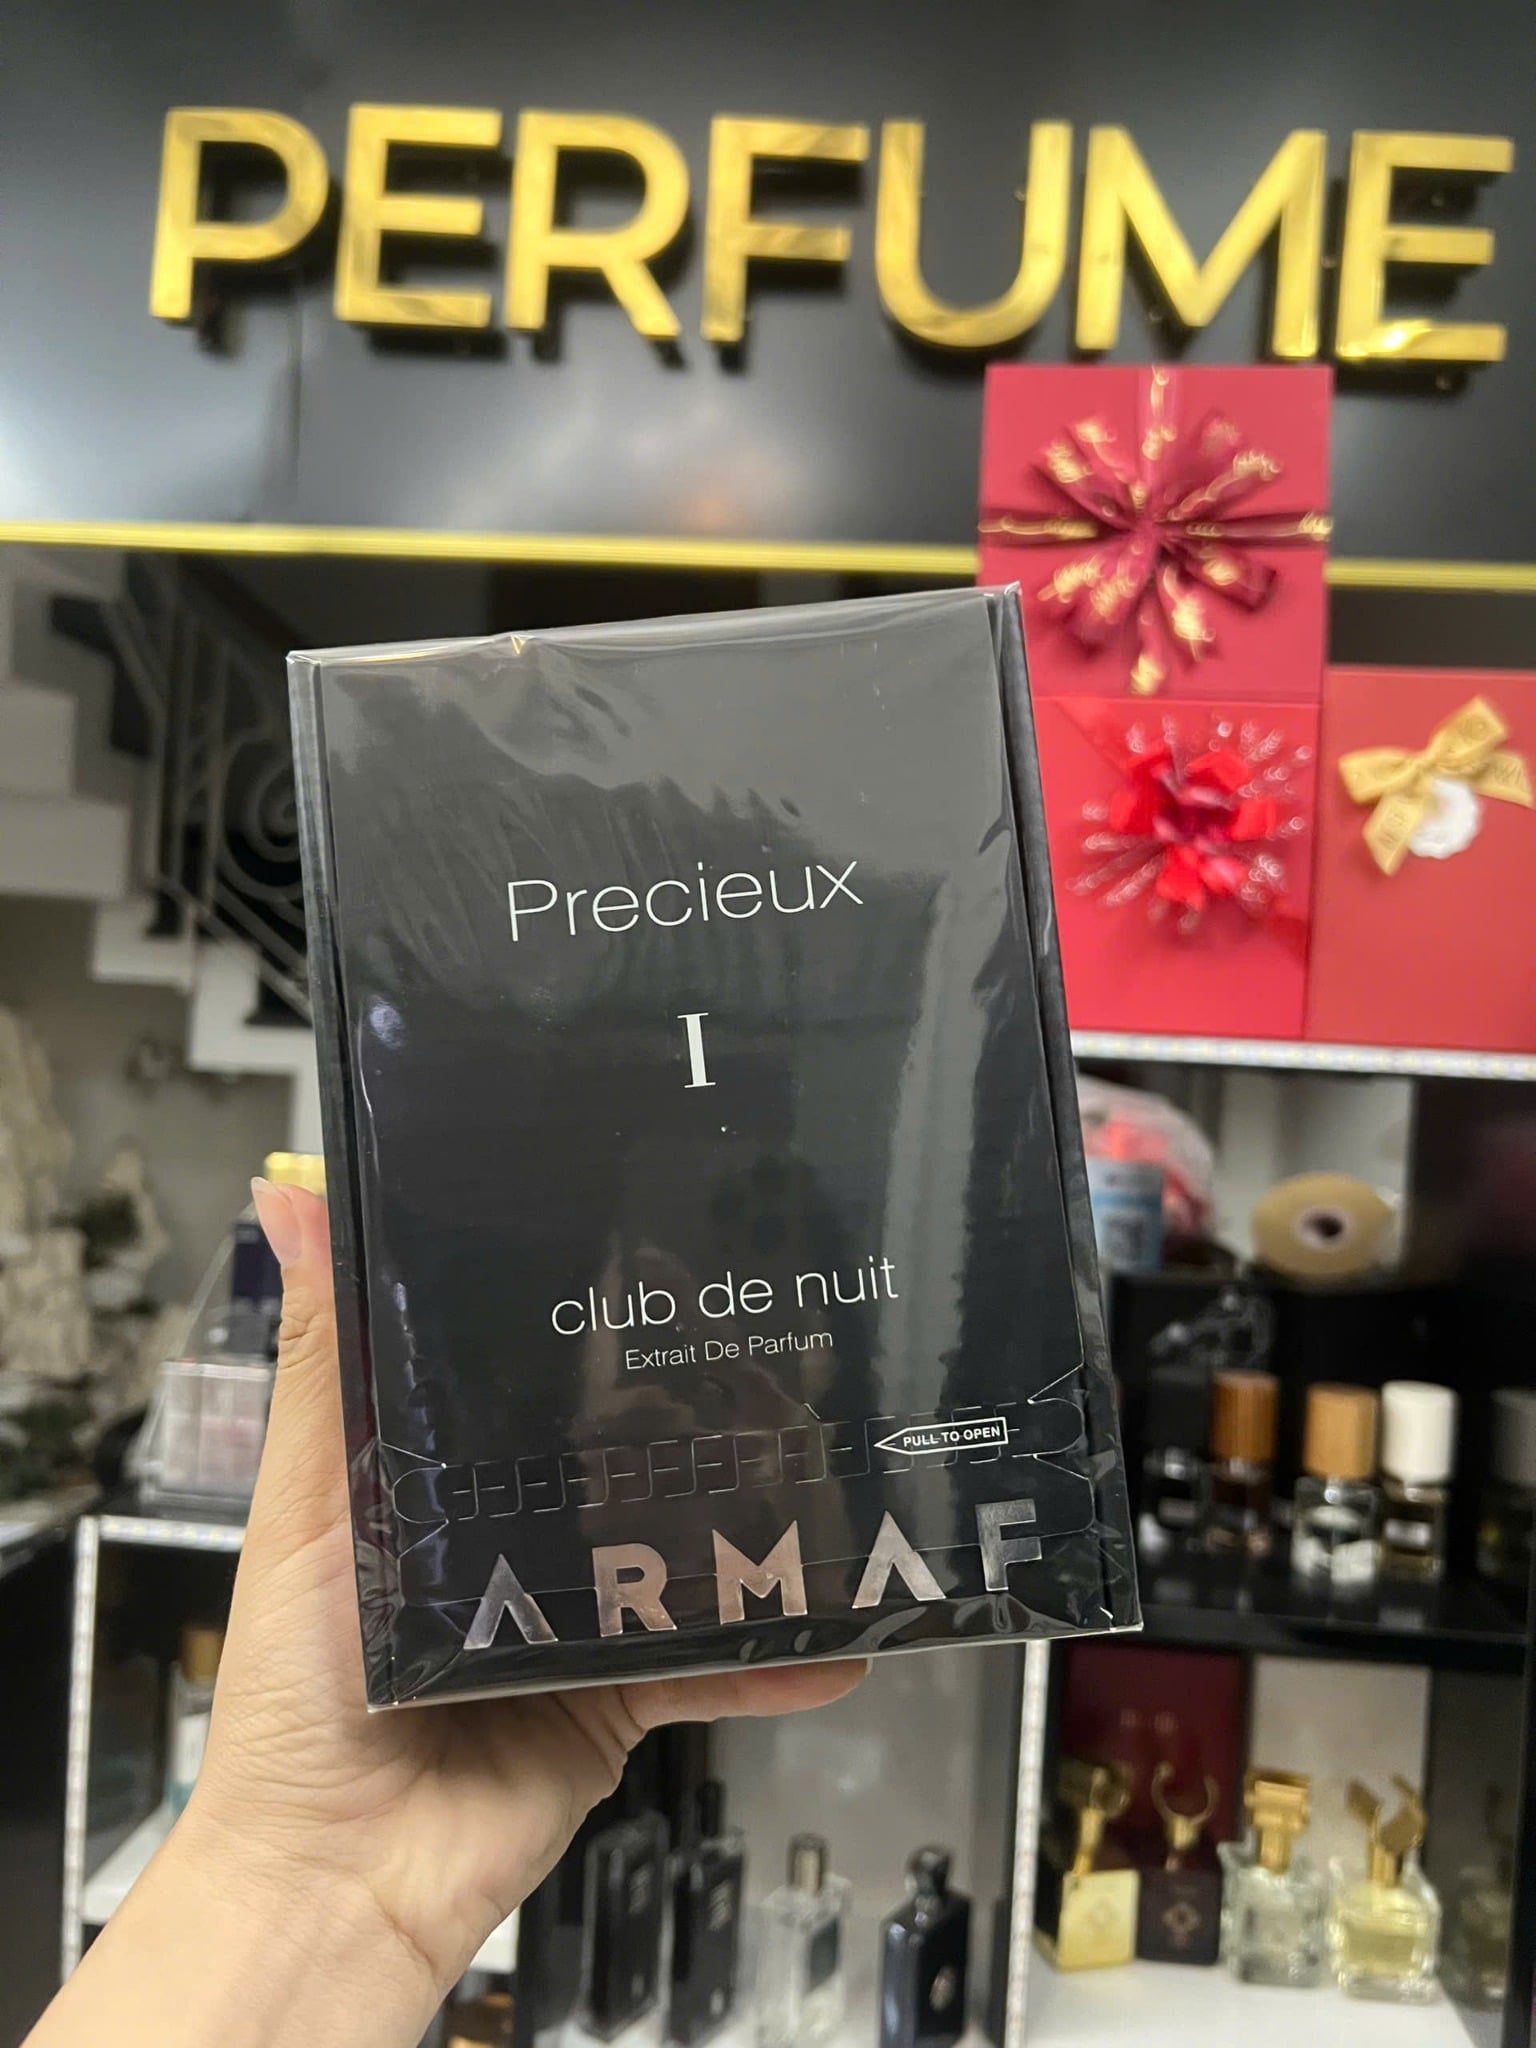 PERFUME
Precieux
I
club de nuit
Extrait De Parfum
PULL TO OPEN
ARMAF